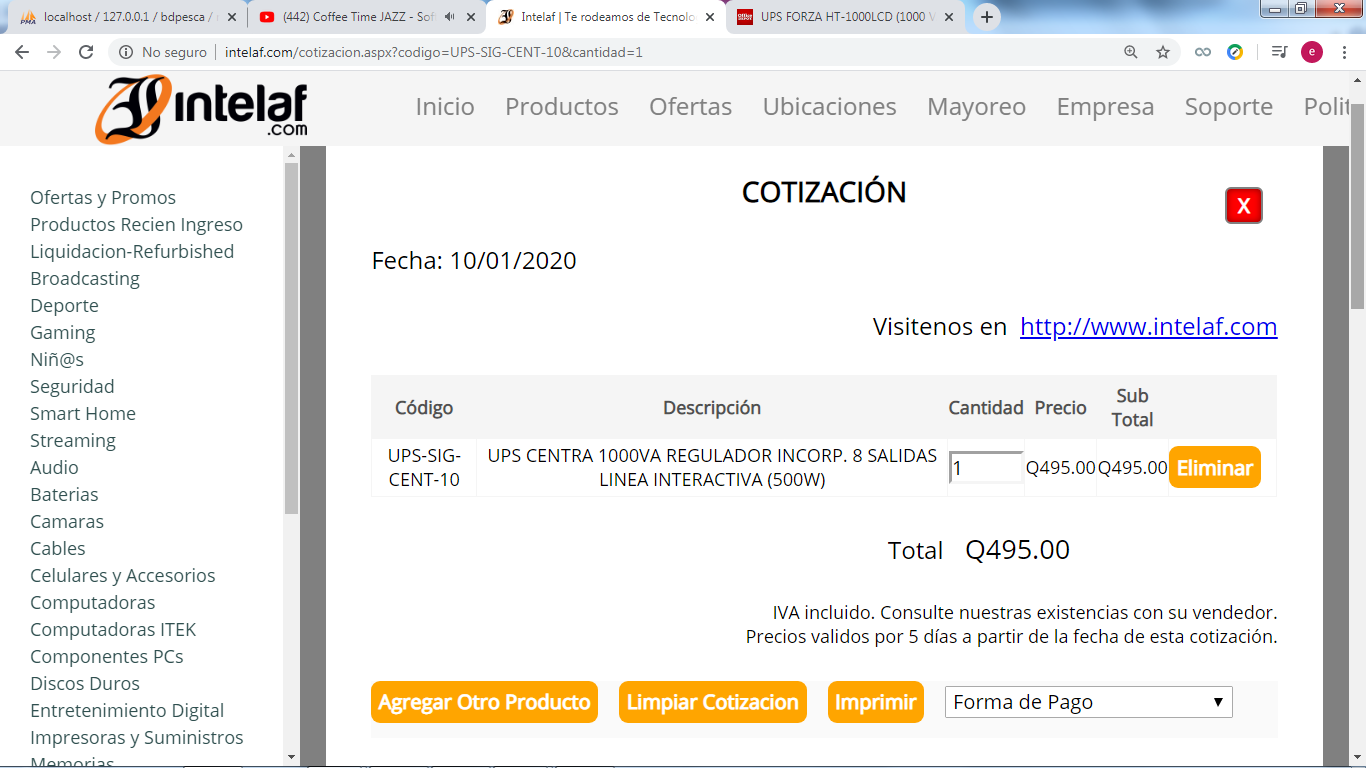 localhost / 127.0.0.1 / bdpesca /
(442) Coffee Time JAZZ - Sof
Intelaf | Te rodeamos de Tecnolo
UPS FORZA HT-1000LCD (1000 V
No seguro
intelaf.com/cotizacion.aspx?codigo=UPS-SIG-CENT-10&cantidad=1
e
Intelaf
.com
Inicio
Productos
Ofertas
Ubicaciones
Mayoreo
Empresa
Soporte
Polit
Ofertas y Promos
Productos Recien Ingreso
Liquidacion-Refurbished
Broadcasting
Deporte
Gaming
Niñ@s
Seguridad
Smart Home
Streaming
Audio
Baterias
Camaras
Cables
Celulares y Accesorios
Computadoras
Computadoras ITEK
Componentes PCs
Discos Duros
Entretenimiento Digital
Impresoras y Suministros
Memorias
COTIZACIÓN
X
Fecha: 10/01/2020
Visitenos en http://www.intelaf.com
Código
Descripción
Cantidad
Precio
Sub
Total
UPS-SIG-
CENT-10
UPS CENTRA 1000VA REGULADOR INCORP. 8 SALIDAS
LINEA INTERACTIVA (500W)
1
Q495.00
Q495.00
Eliminar
Total Q495.00
IVA incluido. Consulte nuestras existencias con su vendedor.
Precios validos por 5 días a partir de la fecha de esta cotización.
Agregar Otro Producto
Limpiar Cotizacion
Imprimir
Forma de Pago